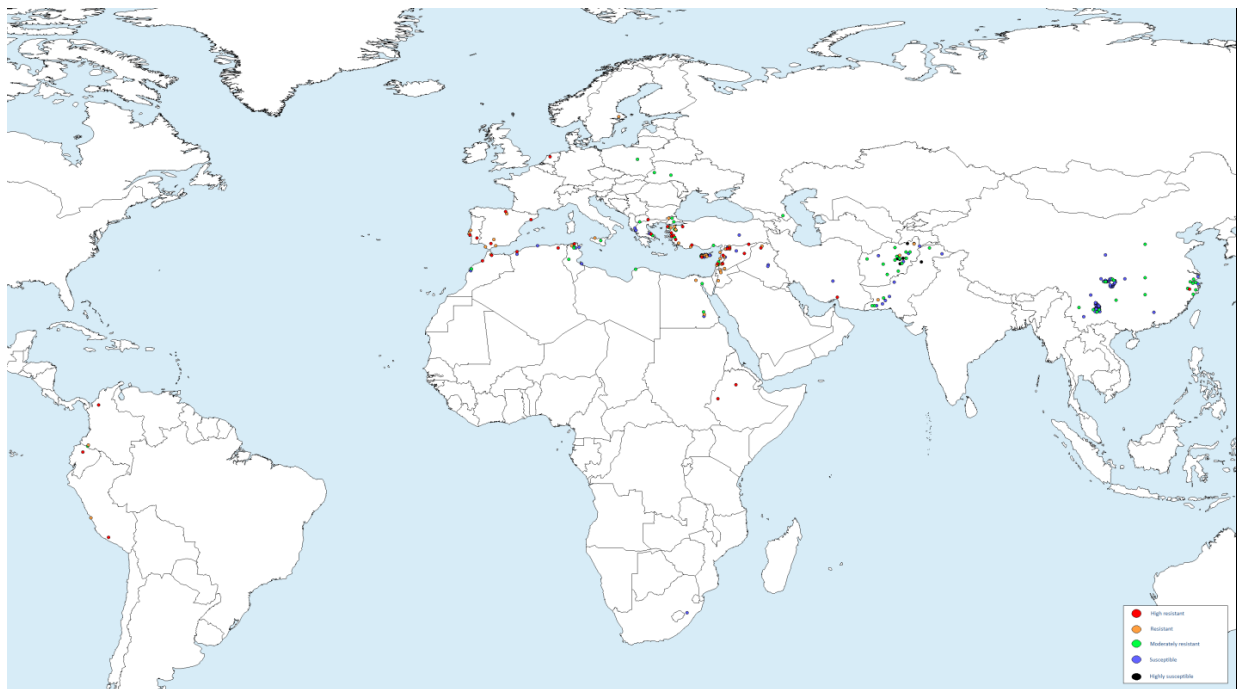 High resistant
Resistant
Moderately resistant
Susceptible
Highly susceptible